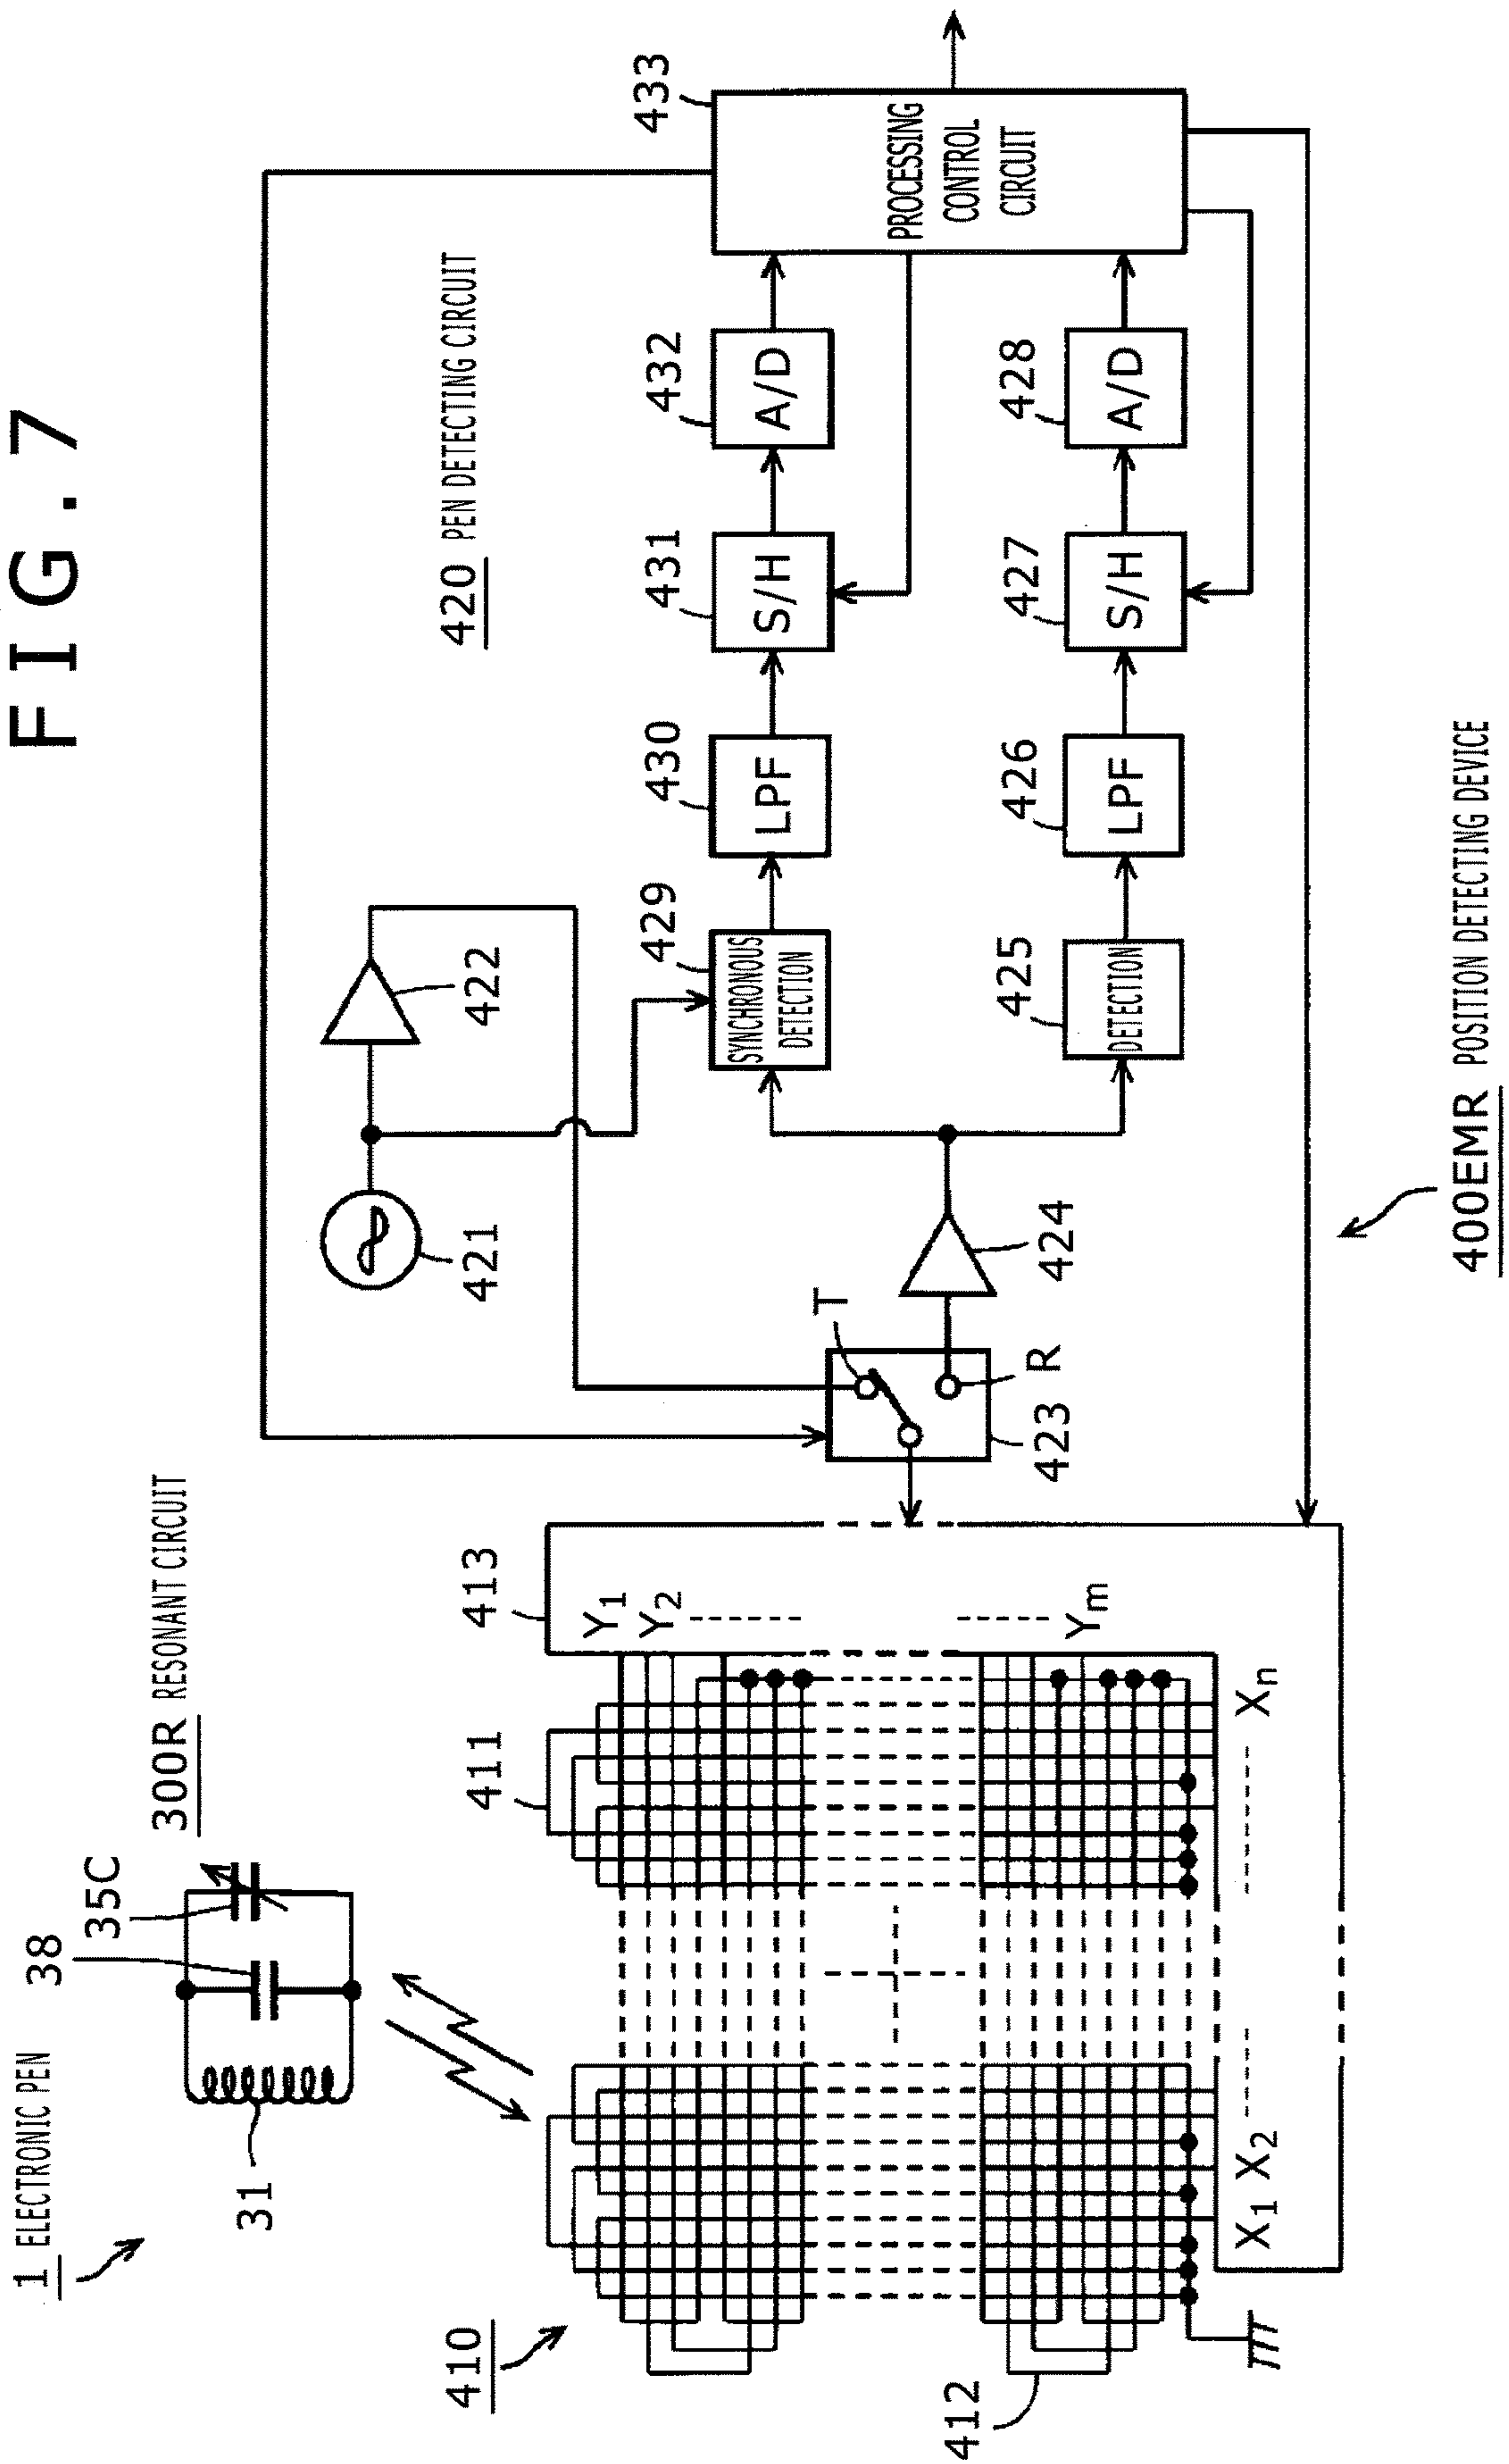 FIG.7
1 ELECTRONIC PEN
38
35C
300R RESONANT CIRCUIT
31
421
422
420 PEN DETECTING CIRCUIT
433
PROCESSING
CONTROL
CIRCUIT
410
411
413
Y1
Y2
T
429
SYNCHRONOUS
DETECTION
430
LPF
431
S/H
432
A/D
423
R
424
425
DETECTION
426
LPF
427
S/H
428
A/D
412
Ym
X1
X2
Xn
400EMR POSITION DETECTING DEVICE